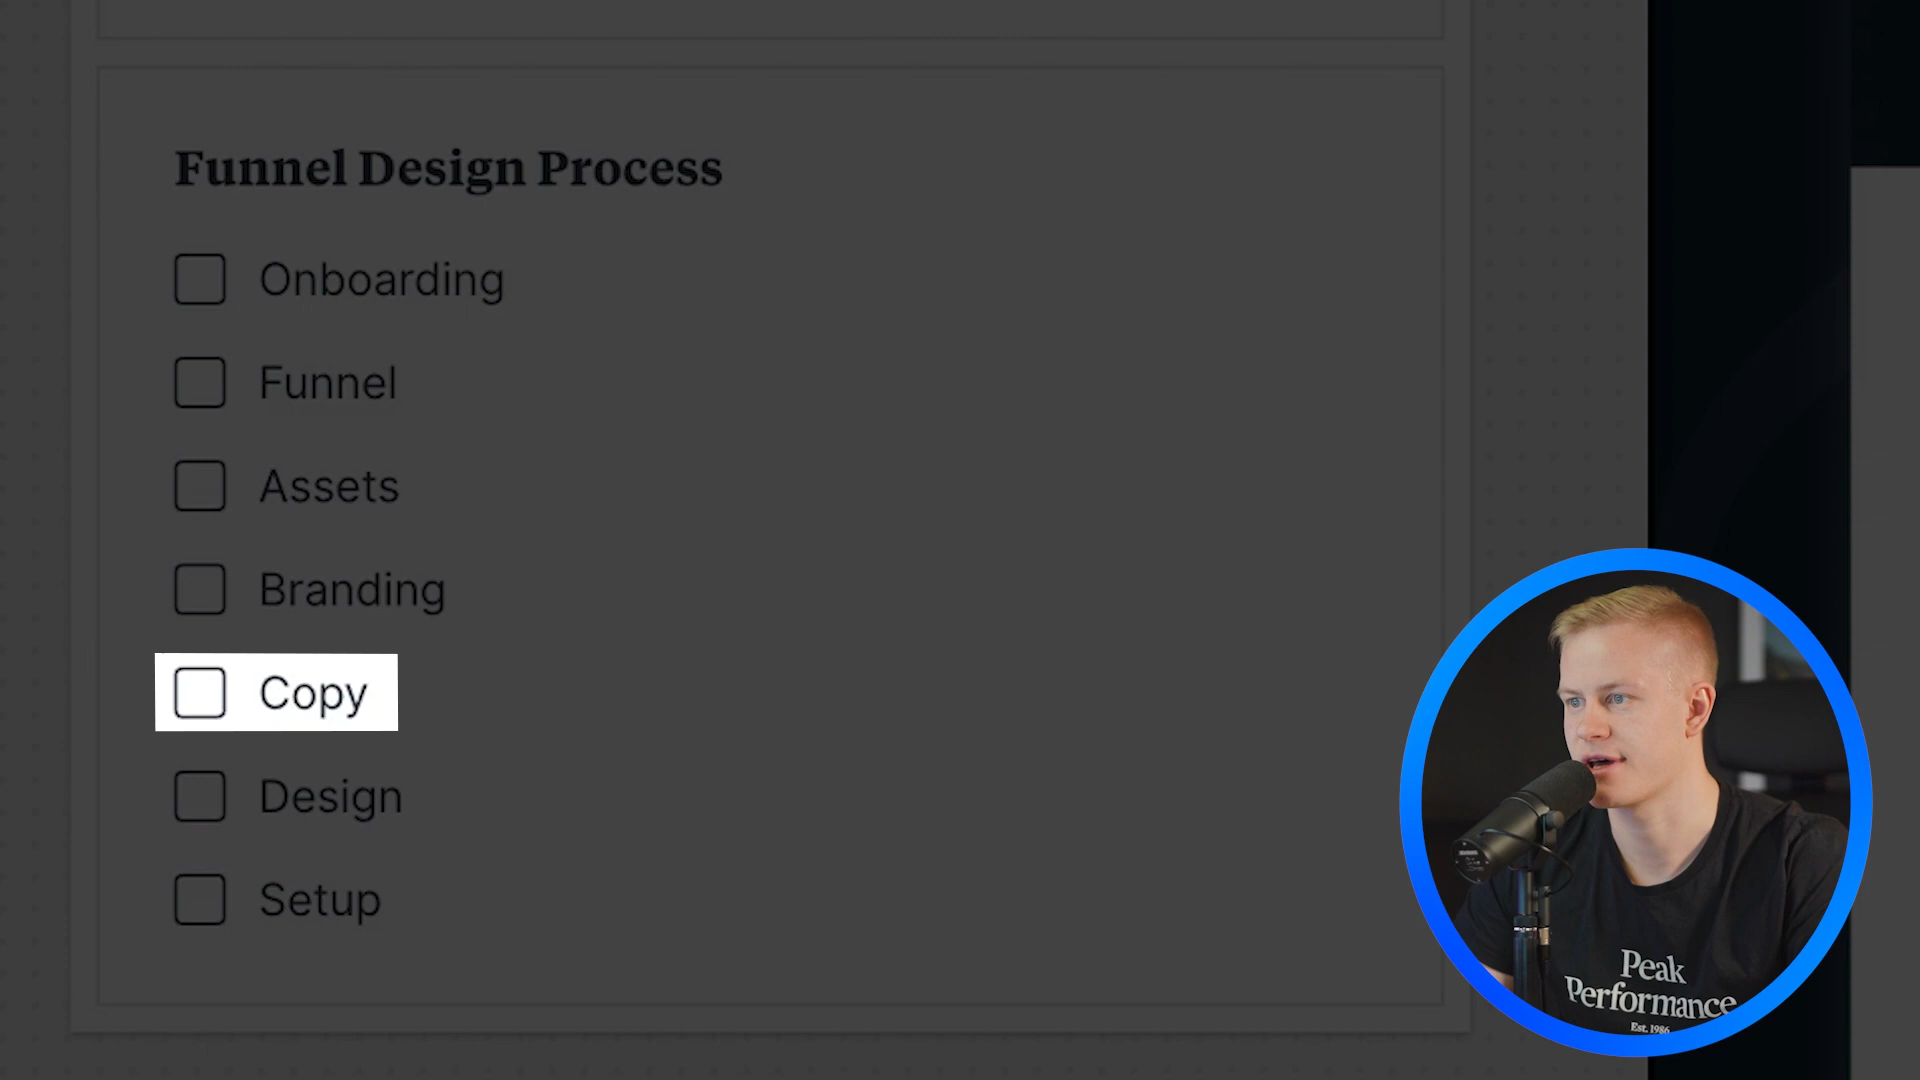 Funnel Design Process
Onboarding
Funnel
Assets
Branding
Copy
Design
Setup
Peak
Performance
Est. 1986